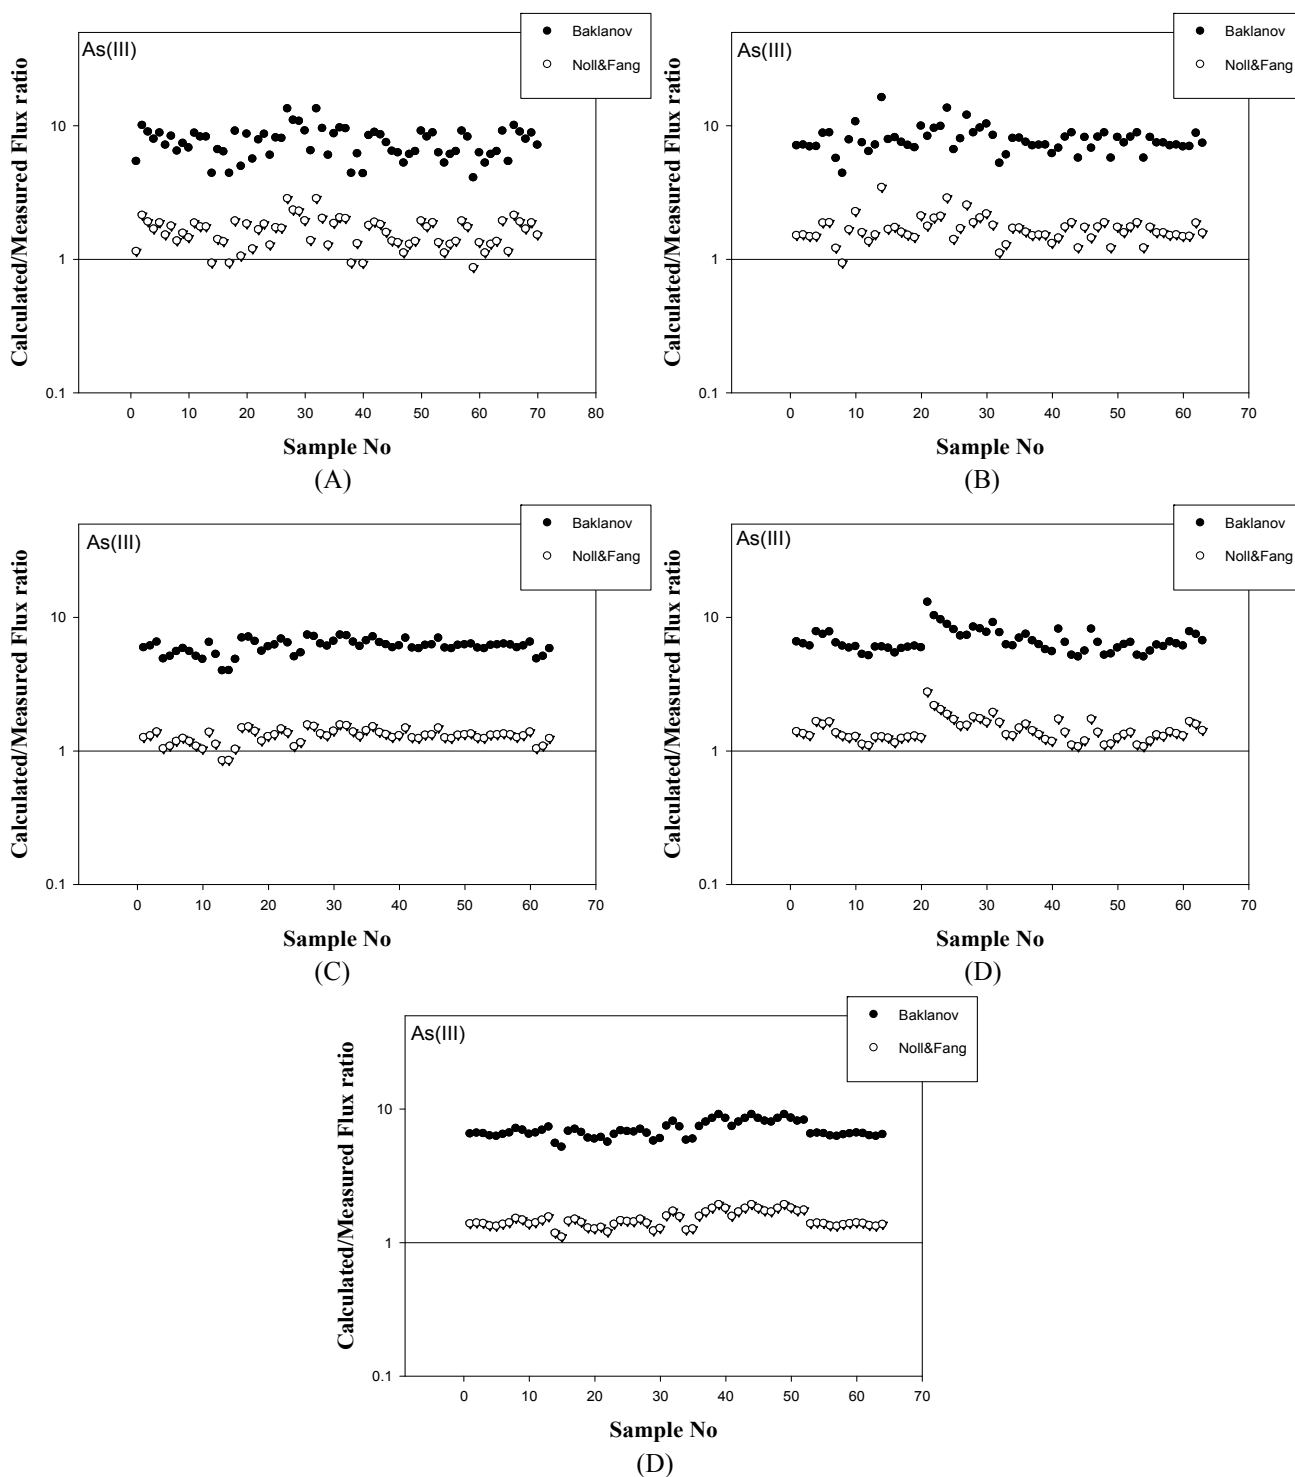 Baklanov
Noll&Fang
As(III)
Calculated/Measured Flux ratio
10
1
0.1
0 10 20 30 40 50 60 70 80
Sample No
(A)
Baklanov
Noll&Fang
As(III)
Calculated/Measured Flux ratio
10
1
0.1
0 10 20 30 40 50 60 70
Sample No
(B)
Baklanov
Noll&Fang
As(III)
Calculated/Measured Flux ratio
10
1
0.1
0 10 20 30 40 50 60 70
Sample No
(C)
Baklanov
Noll&Fang
As(III)
Calculated/Measured Flux ratio
10
1
0.1
0 10 20 30 40 50 60 70
Sample No
(D)
Baklanov
Noll&Fang
As(III)
Calculated/Measured Flux ratio
10
1
0.1
0 10 20 30 40 50 60 70
Sample No
(D)